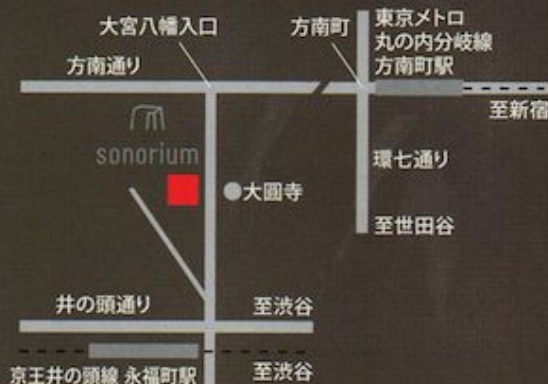 大宮八幡入口
方南町
東京メトロ
丸の内分岐線
方南町駅
方南通り
至新宿
sonorium
環七通り
大圓寺
至世田谷
井の頭通り
至渋谷
京王井の頭線 永福町駅
至渋谷